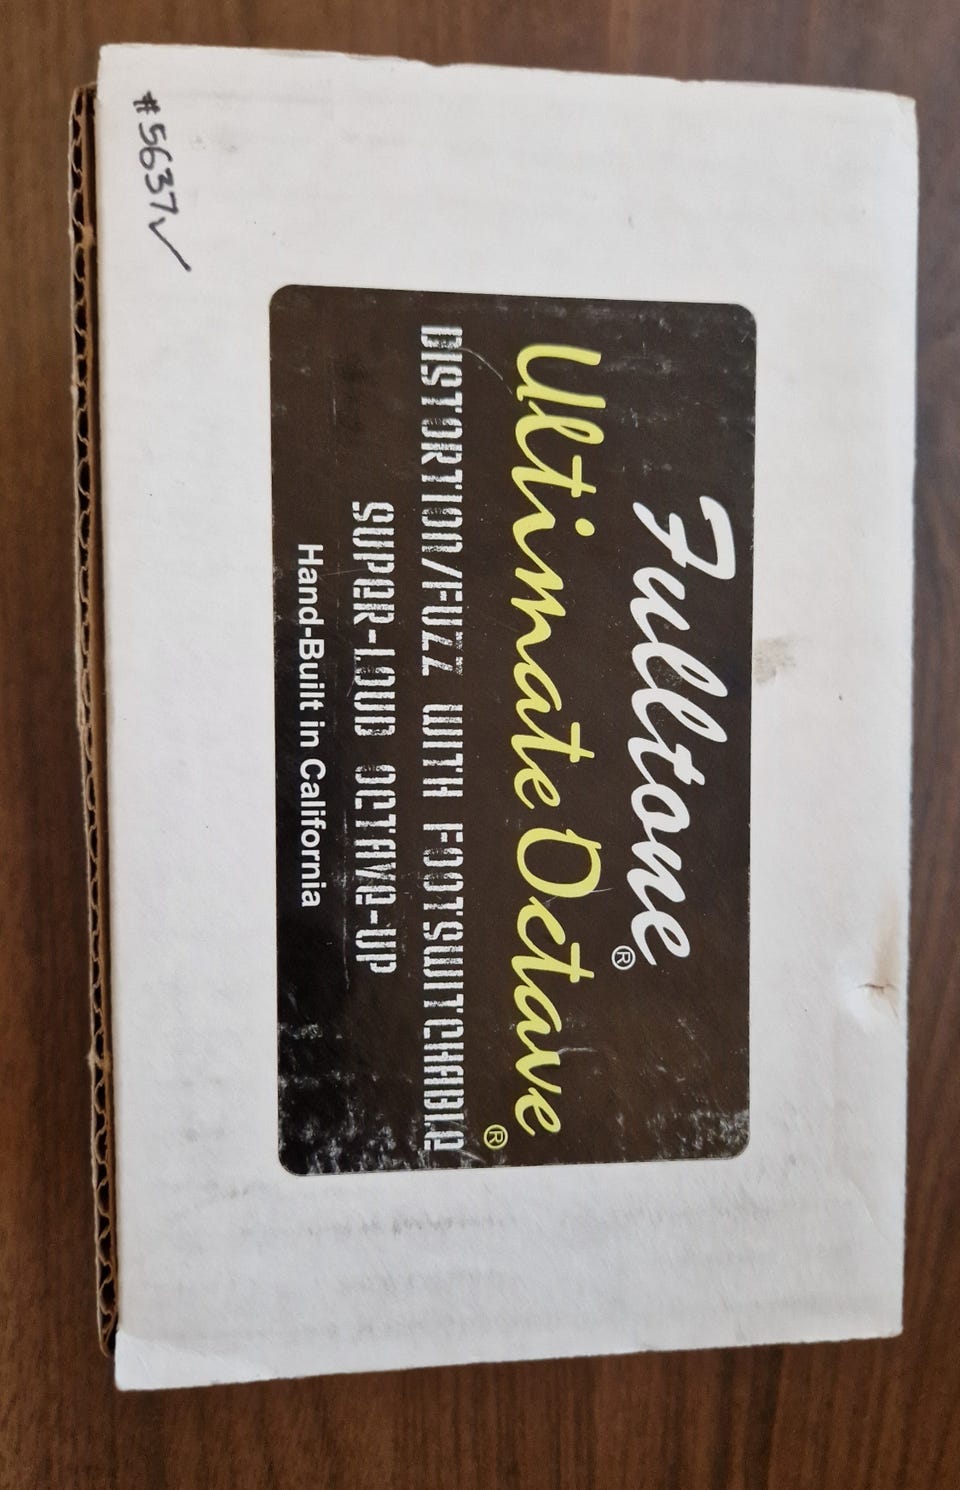 Fulltone®
Ultimate Octave®
DISTORTION/FUZZ WITH FOOTSWITCHABLE
SUPER-LOUD OCTAVE-UP
Hand-Built in California
#5637✓